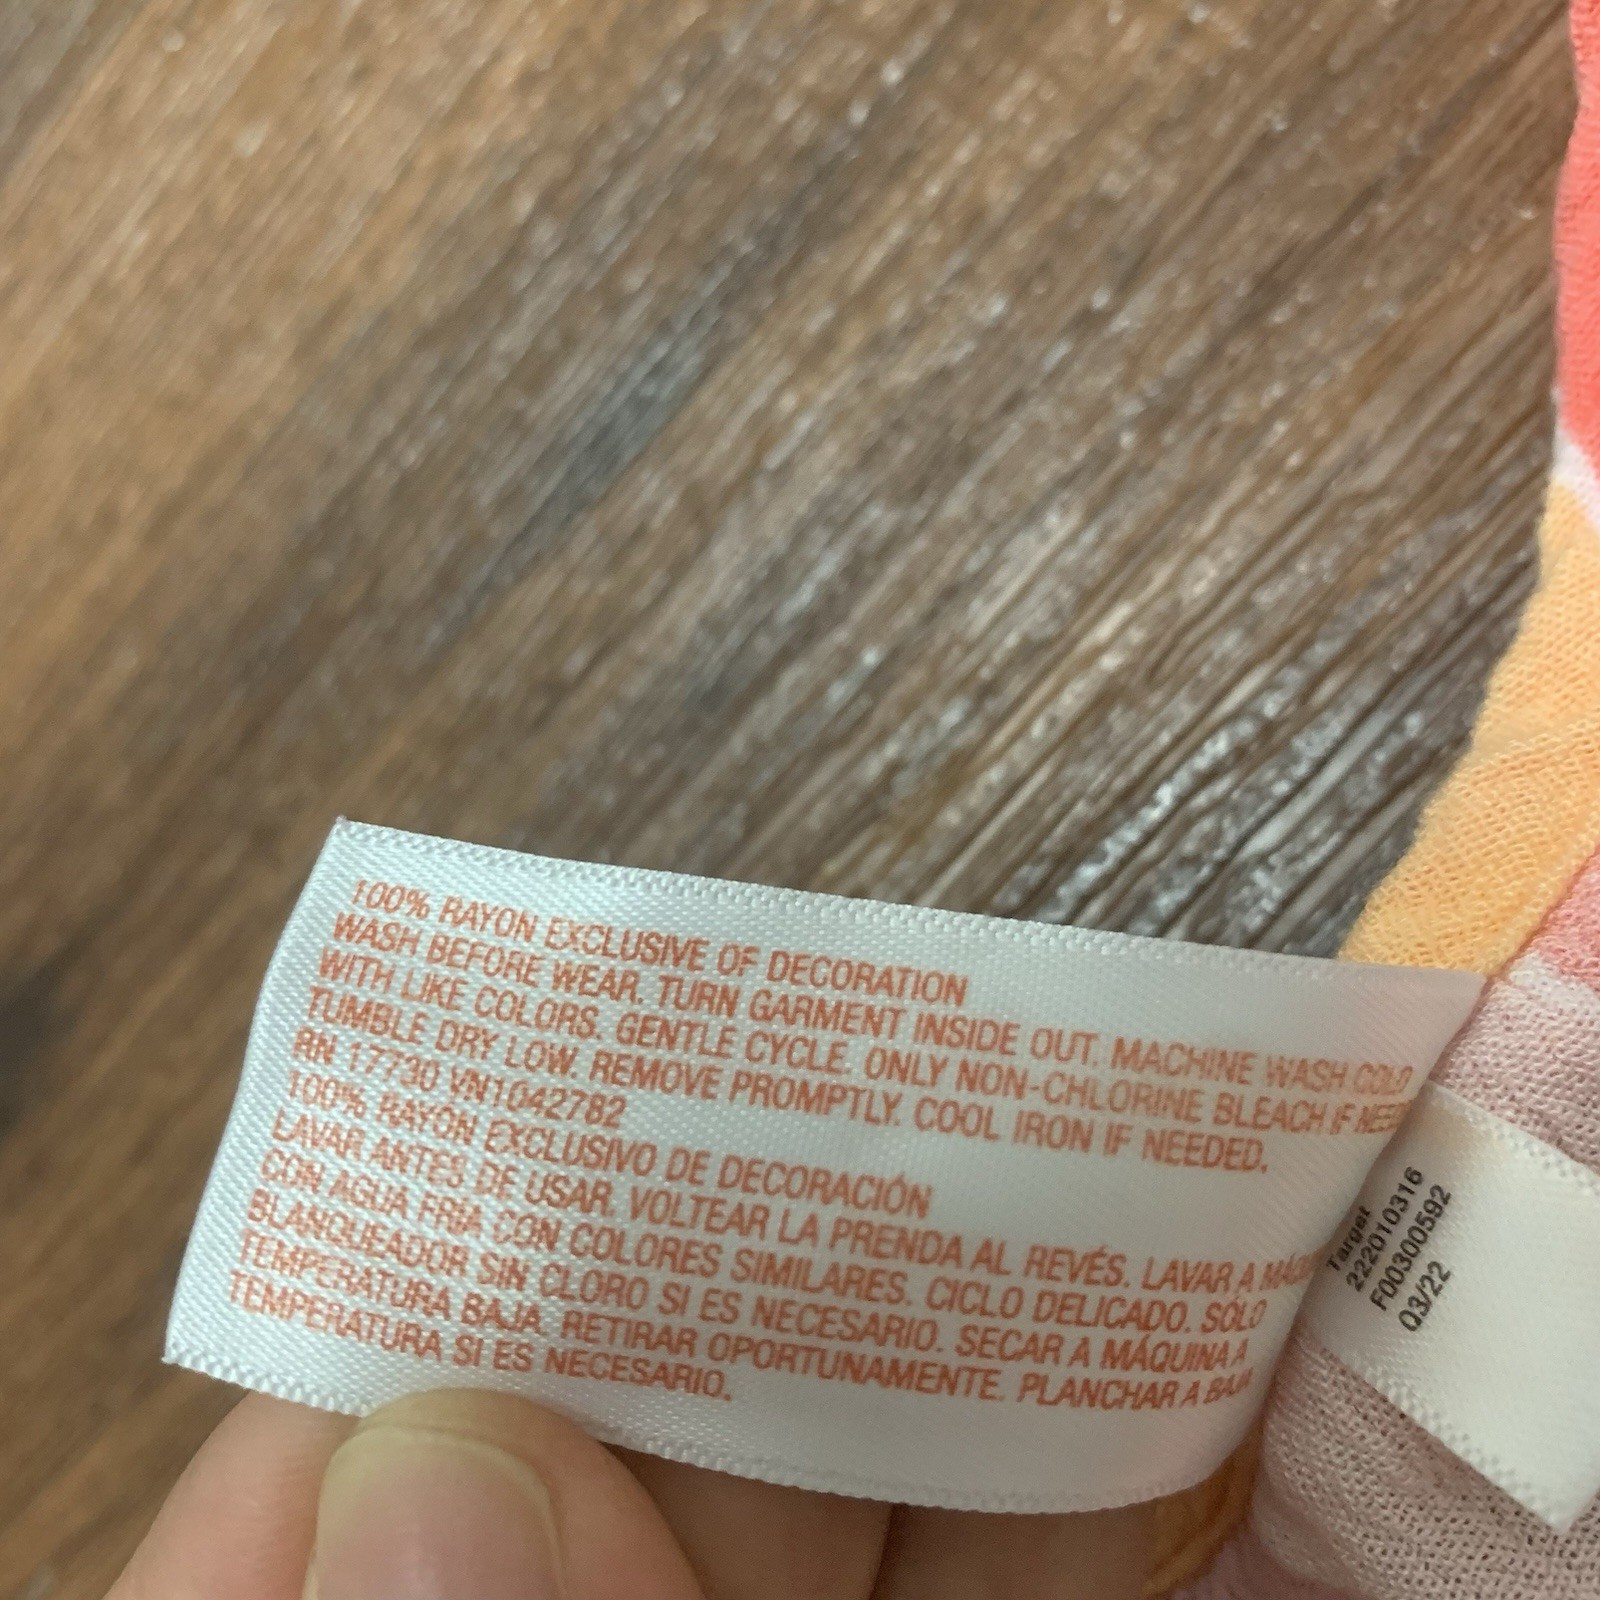 100% RAYON EXCLUSIVE OF DECORATION
WASH BEFORE WEAR. TURN GARMENT INSIDE OUT. MACHINE WASH COLD
WITH LIKE COLORS. GENTLE CYCLE. ONLY NON-CHLORINE BLEACH IF
TUMBLE DRY LOW. REMOVE PROMPTLY. COOL IRON IF NEEDED.
RN 17730 VN1042782
100% RAYON EXCLUSIVO DE DECORACIÓN
LAVAR ANTES DE USAR. VOLTEAR LA PRENDA AL REVÉS. LAVAR A
CON AGUA FRIA CON COLORES SIMILARES. CICLO DELICADO. SÓLO
BLANQUEADOR SIN CLORO SI ES NECESARIO. SECAR A MÁQUINA A
TEMPERATURA BAJA. RETIRAR OPORTUNAMENTE. PLANCHAR A BAJA
TEMPERATURA SI ES NECESARIO.
Target
222010316
F00300592
03/22